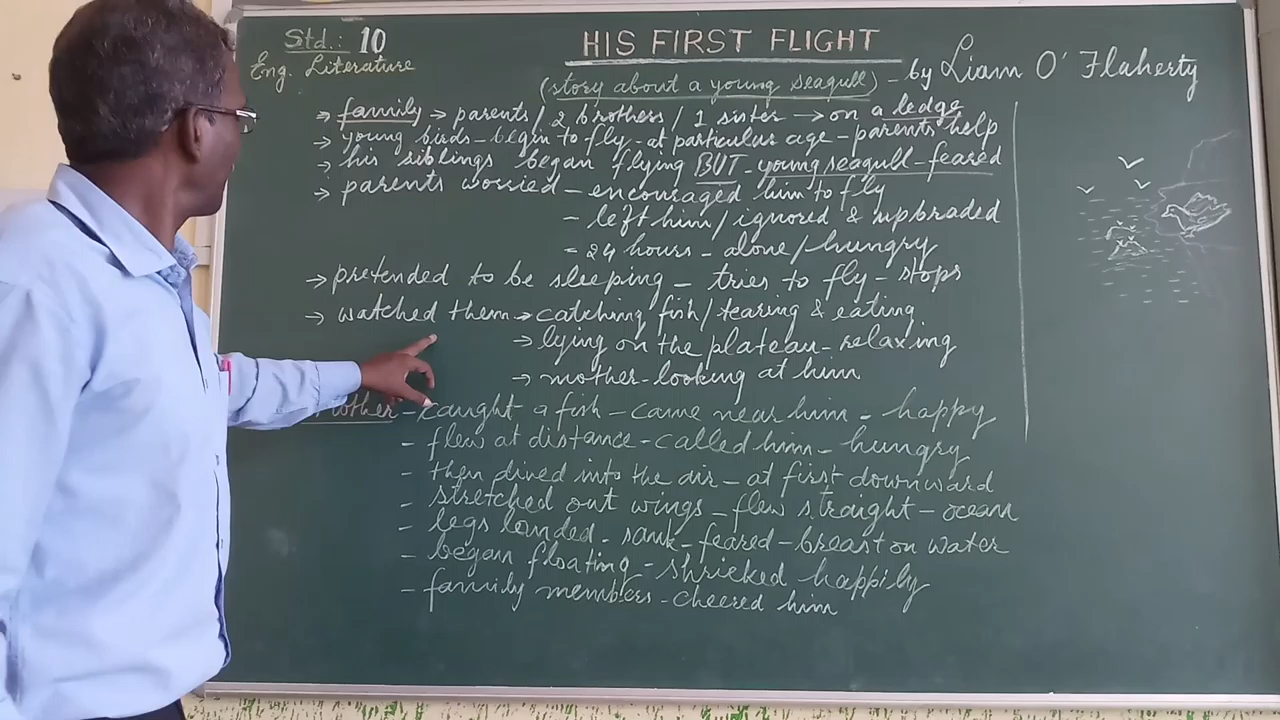 Std.: 10
Eng. Literature
HIS FIRST FLIGHT
(story about a young seagull) - by Liam O' Flaherty
→ family → parents/ 2 brothers / 1 sister → on a ledge
→ young birds - begin to fly - at particular age - parents help
→ his siblings began flying BUT - young seagull - feared
→ parents worried - encouraged him to fly
- left him/ ignored & upbraded
= 24 hours - alone/hungry
→ pretended to be sleeping - tries to fly - stops
→ watched them → catching fish/ tearing & eating
→ lying on the plateau - relaxing
→ mother - looking at him
Mother - caught a fish - came near him - happy
- flew at distance - called him - hungry
- then dived into the air - at first downward
- stretched out wings - flew straight - ocean
- legs landed - sank - feared - breast on water
- began floating - shrieked happily
- family members - cheered him